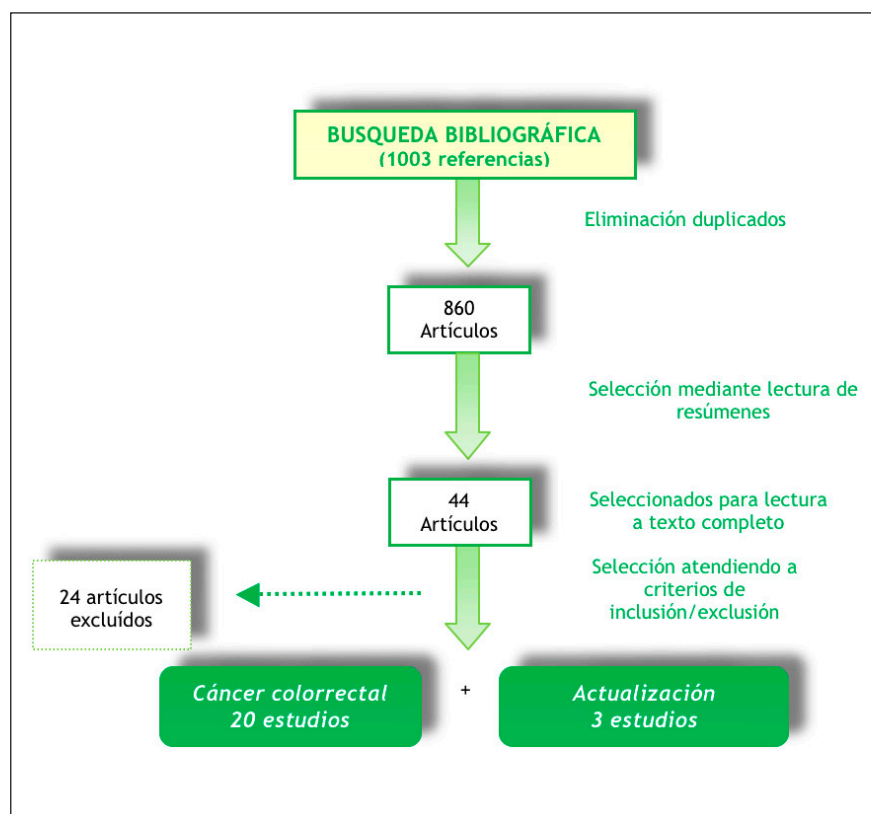 BUSQUEDA BIBLIOGRÁFICA
(1003 referencias)
Eliminación duplicados
860
Artículos
Selección mediante lectura de
resúmenes
44
Artículos
Seleccionados para lectura
a texto completo
Selección atendiendo a
criterios de
inclusión/exclusión
24 artículos
excluídos
Cáncer colorrectal
20 estudios
+
Actualización
3 estudios